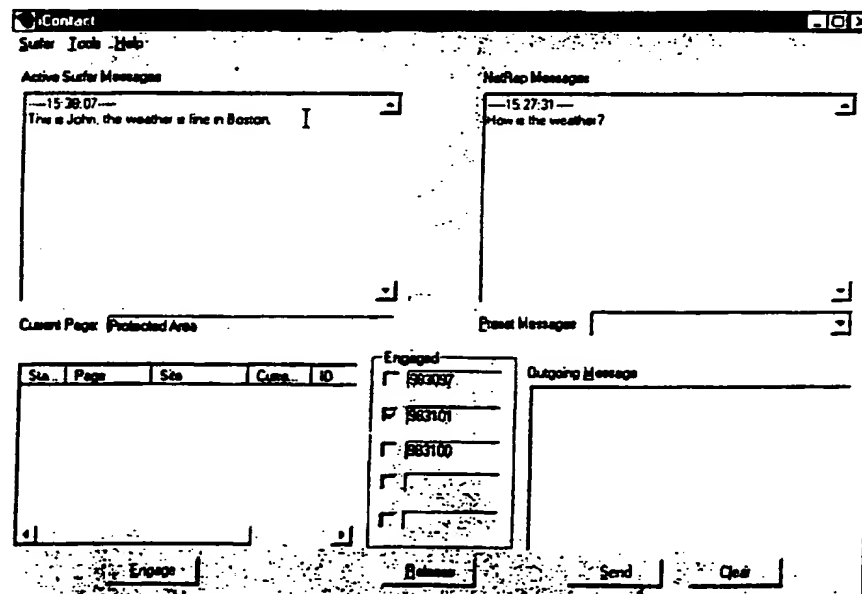 iContact
Surfer Tools Help
Active Surfer Messages
----15:38:07----
This is John, the weather is fine in Boston.
NetRep Messages
----15:27:31----
How is the weather?
Current Page: Protected Area
Preset Messages
Sta... Page Site Curre... ID
Engaged
983097
983101
983100
Outgoing Message
Engage
Release
Send
Clear